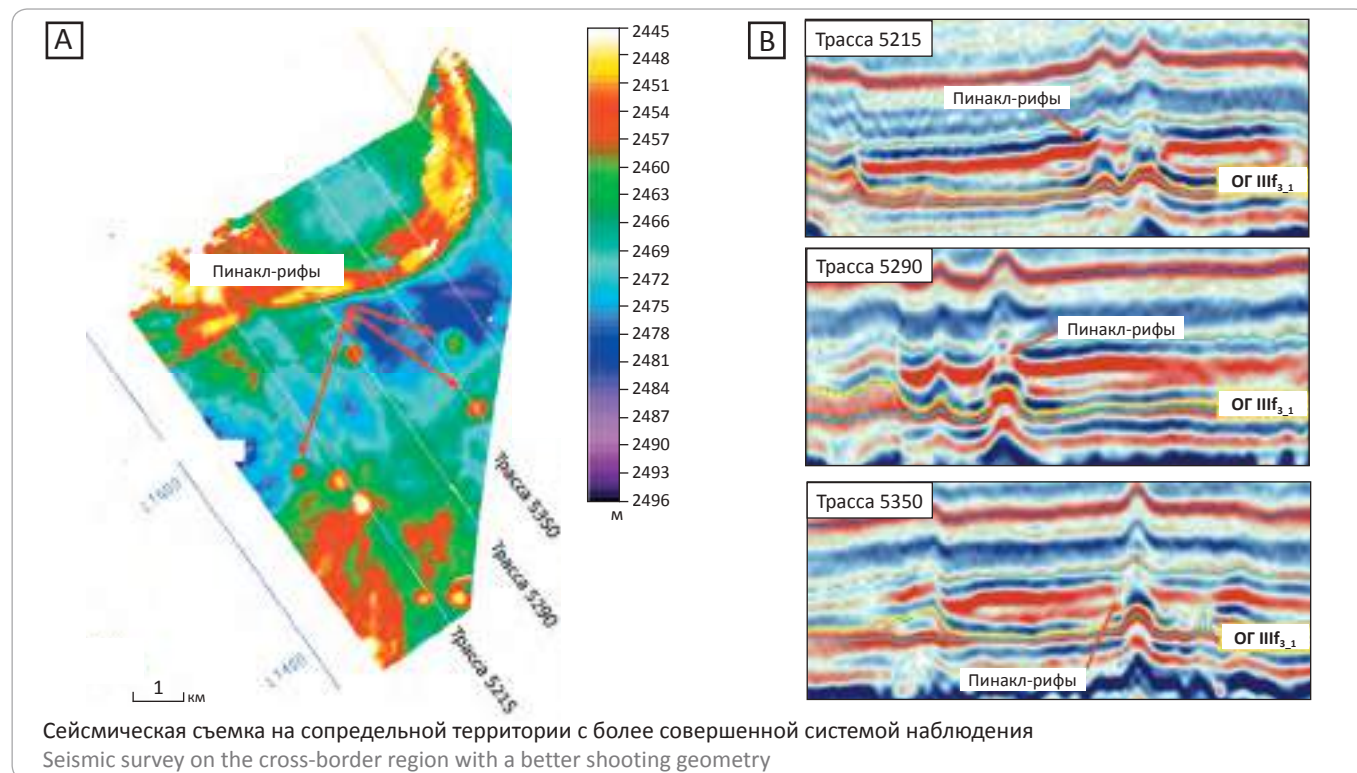 A
Пинакл-рифы
Трасса 5350
Трасса 5290
Трасса 5215
1
км
2445
2448
2451
2454
2457
2460
2463
2466
2469
2472
2475
2478
2481
2484
2487
2490
2493
2496
м
B
Трасса 5215
Пинакл-рифы
ОГ IIIf3_1
Трасса 5290
Пинакл-рифы
ОГ IIIf3_1
Трасса 5350
ОГ IIIf3_1
Пинакл-рифы
Сейсмическая съемка на сопредельной территории с более совершенной системой наблюдения
Seismic survey on the cross-border region with a better shooting geometry